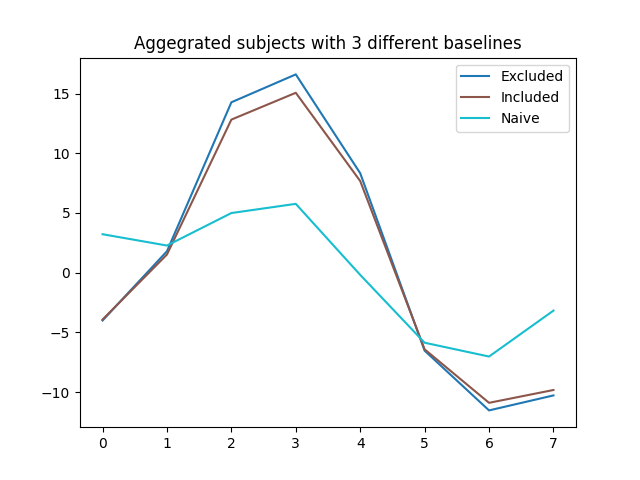 Aggegrated subjects with 3 different baselines
Excluded
Included
Naive
15
10
5
0
−5
−10
0 1 2 3 4 5 6 7